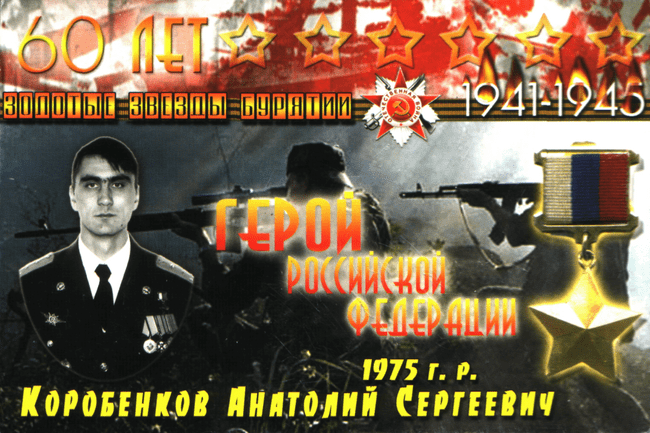 60 ЛЕТ
ЗОЛОТЫЕ ЗВЕЗДЫ БУРЯТИИ
1941-1945
ГЕРОЙ
РОССИЙСКОЙ
ФЕДЕРАЦИИ
1975 г. р.
Коробенков Анатолий Сергеевич